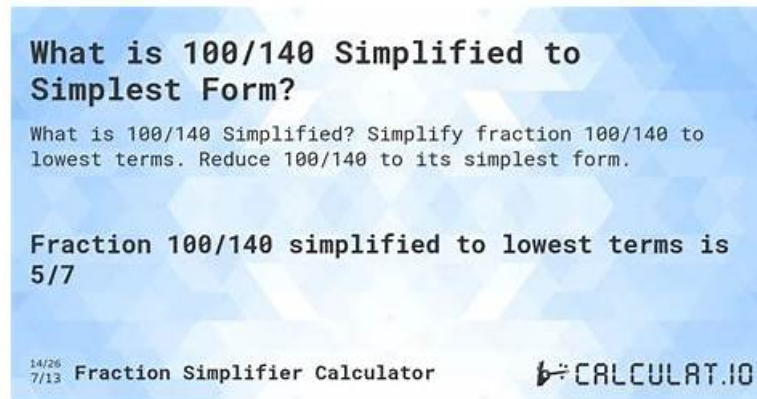 What is 100/140 Simplified to
Simplest Form?
What is 100/140 Simplified? Simplify fraction 100/140 to
lowest terms. Reduce 100/140 to its simplest form.
Fraction 100/140 simplified to lowest terms is
5/7
14/26
7/13 Fraction Simplifier Calculator
CALCULAT.IO